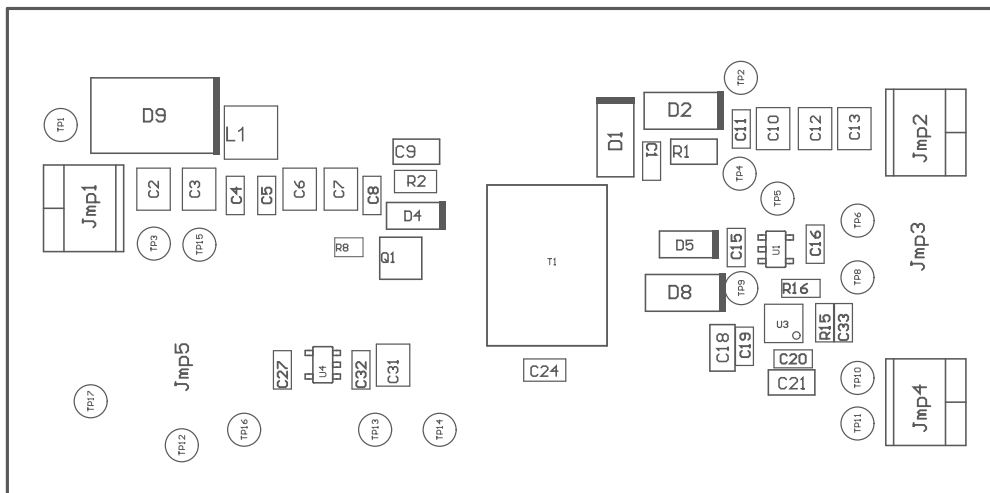 TP2
D9
L1
D2
D1
C11
C10
C12
C13
Jmp2
TP1
C9
C1
R1
Jmp1
C2
C3
C4
C5
C6
C7
C8
R2
TP4
D4
TP5
TP3
TP15
R8
Q1
T1
D5
C15
U1
C16
TP6
Jmp3
D8
TP9
R16
TP8
U3
R15
C33
C18
C19
C20
C21
C24
Jmp5
C27
U4
C32
C31
TP10
Jmp4
TP17
TP12
TP16
TP13
TP14
TP11